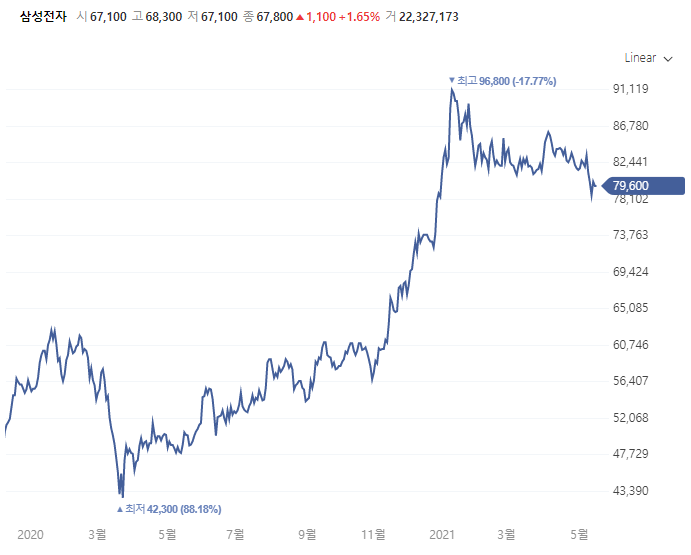 삼성전자 시 67,100 고 68,300 저 67,100 종 67,800 ▲ 1,100 +1.65% 거 22,327,173
Linear
▼ 최고 96,800 (-17.77%)
91,119
86,780
82,441
79,600
78,102
73,763
69,424
65,085
60,746
56,407
52,068
47,729
43,390
▲ 최저 42,300 (88.18%)
2020 3월 5월 7월 9월 11월 2021 3월 5월